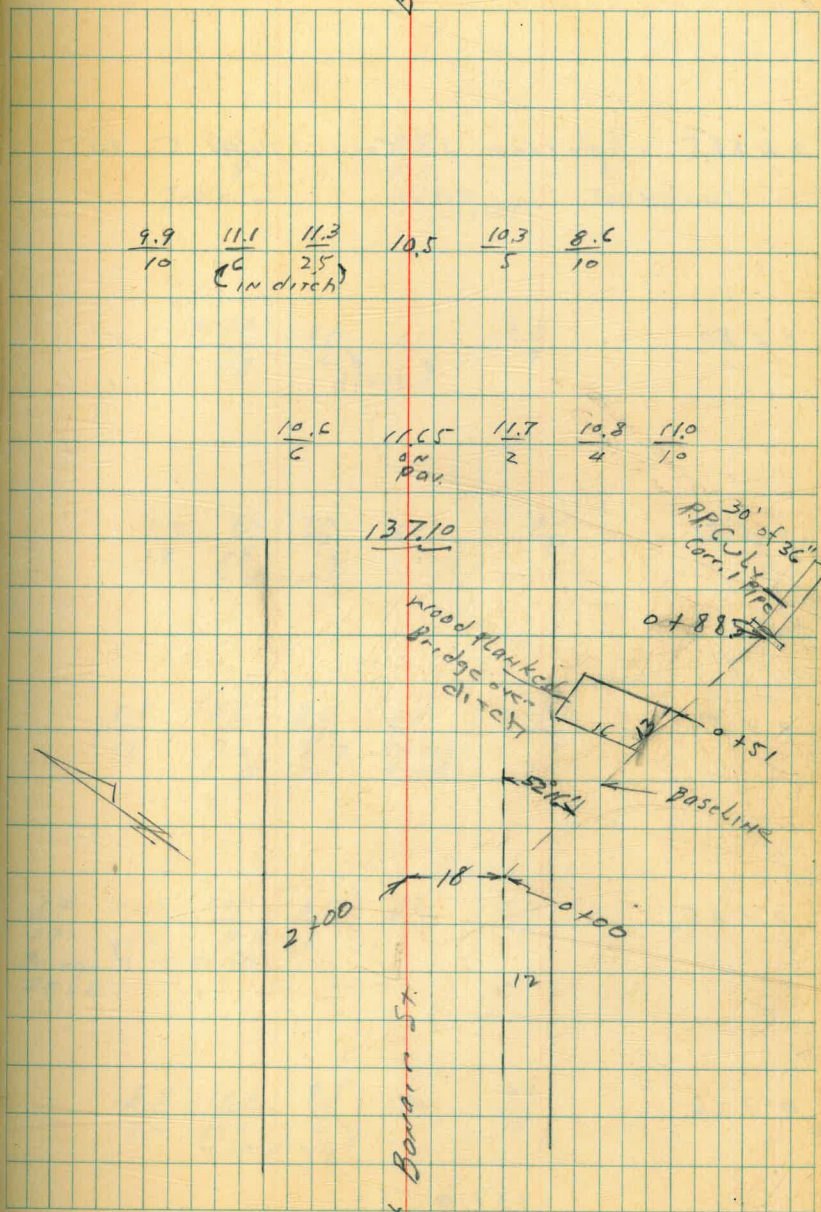 9.9 11.1 11.3 10.5 10.3 8.6
10 6 2.5 5 10
(IN ditch)
10.6 11.65 11.7 10.8 11.0
6 on 2 4 10
Pav.
137.10
30' of 36"
Corr. Pipe
0+88
Wood Planked
Bridge over
ditch
16 13
0+51
52°16'
Baseline
18
2+00
0+00
12
Bonair St.
N